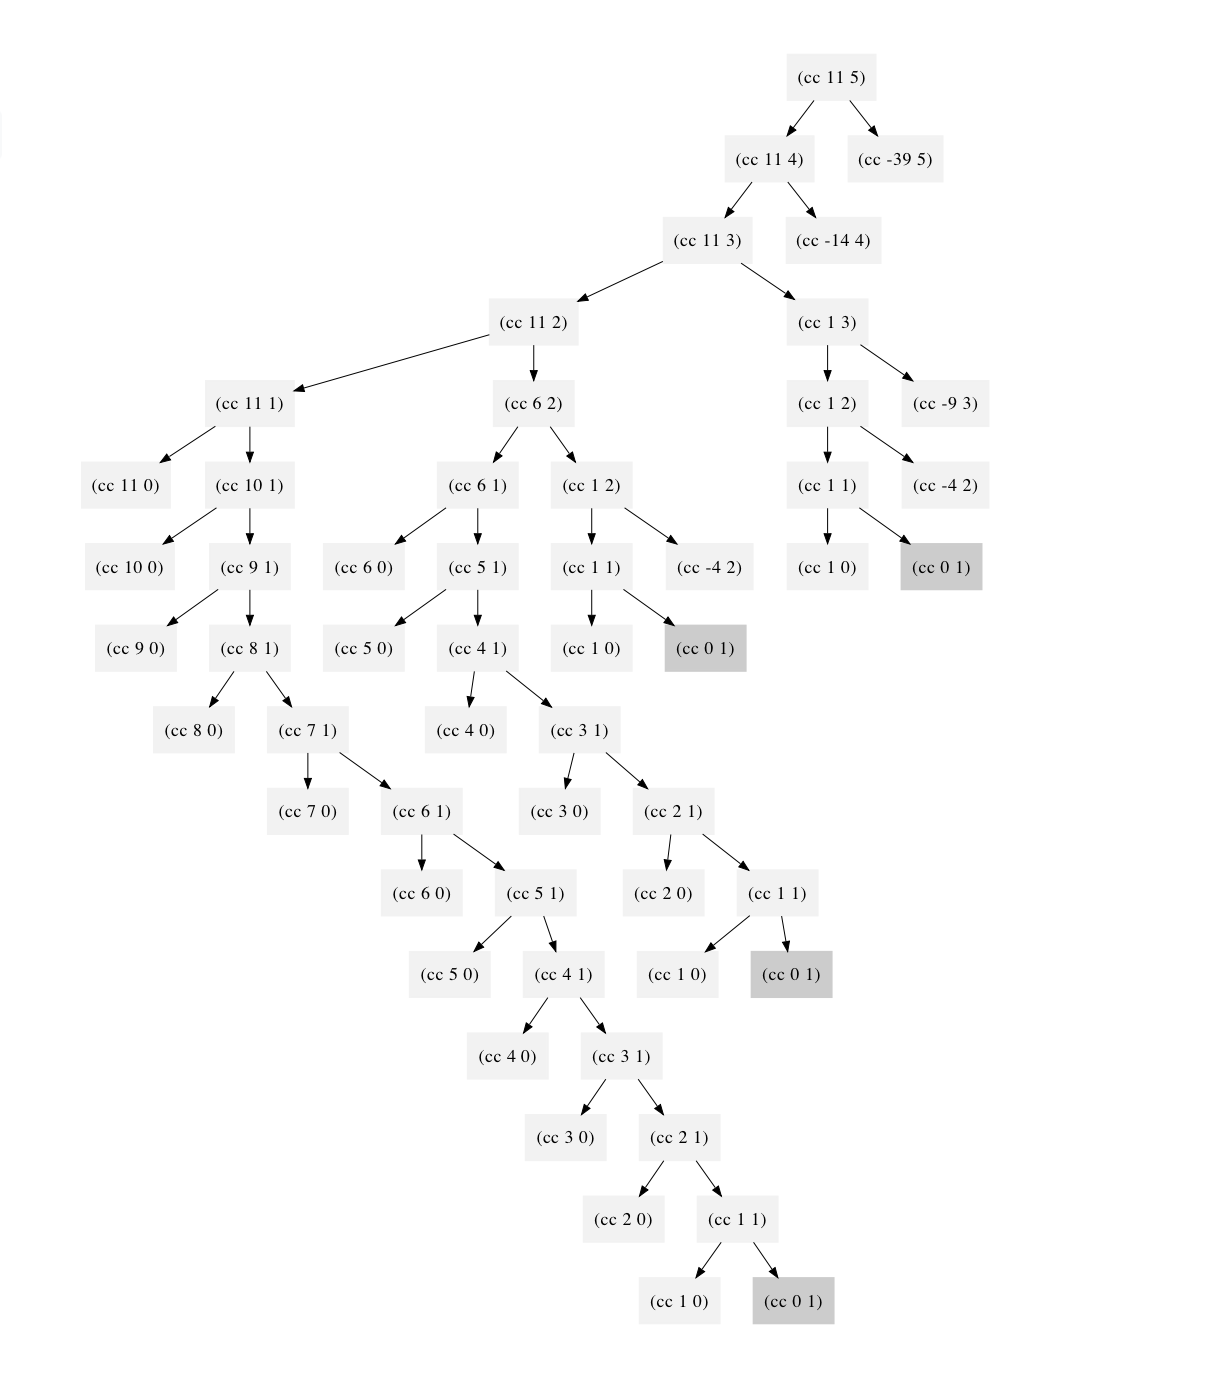 (cc 11 5)
(cc 11 4) (cc -39 5)
(cc 11 3) (cc -14 4)
(cc 11 2) (cc 1 3)
(cc 11 1) (cc 6 2) (cc 1 2) (cc -9 3)
(cc 11 0) (cc 10 1) (cc 6 1) (cc 1 2) (cc 1 1) (cc -4 2)
(cc 10 0) (cc 9 1) (cc 6 0) (cc 5 1) (cc 1 1) (cc -4 2) (cc 1 0) (cc 0 1)
(cc 9 0) (cc 8 1) (cc 5 0) (cc 4 1) (cc 1 0) (cc 0 1)
(cc 8 0) (cc 7 1) (cc 4 0) (cc 3 1)
(cc 7 0) (cc 6 1) (cc 3 0) (cc 2 1)
(cc 6 0) (cc 5 1) (cc 2 0) (cc 1 1)
(cc 5 0) (cc 4 1) (cc 1 0) (cc 0 1)
(cc 4 0) (cc 3 1)
(cc 3 0) (cc 2 1)
(cc 2 0) (cc 1 1)
(cc 1 0) (cc 0 1)